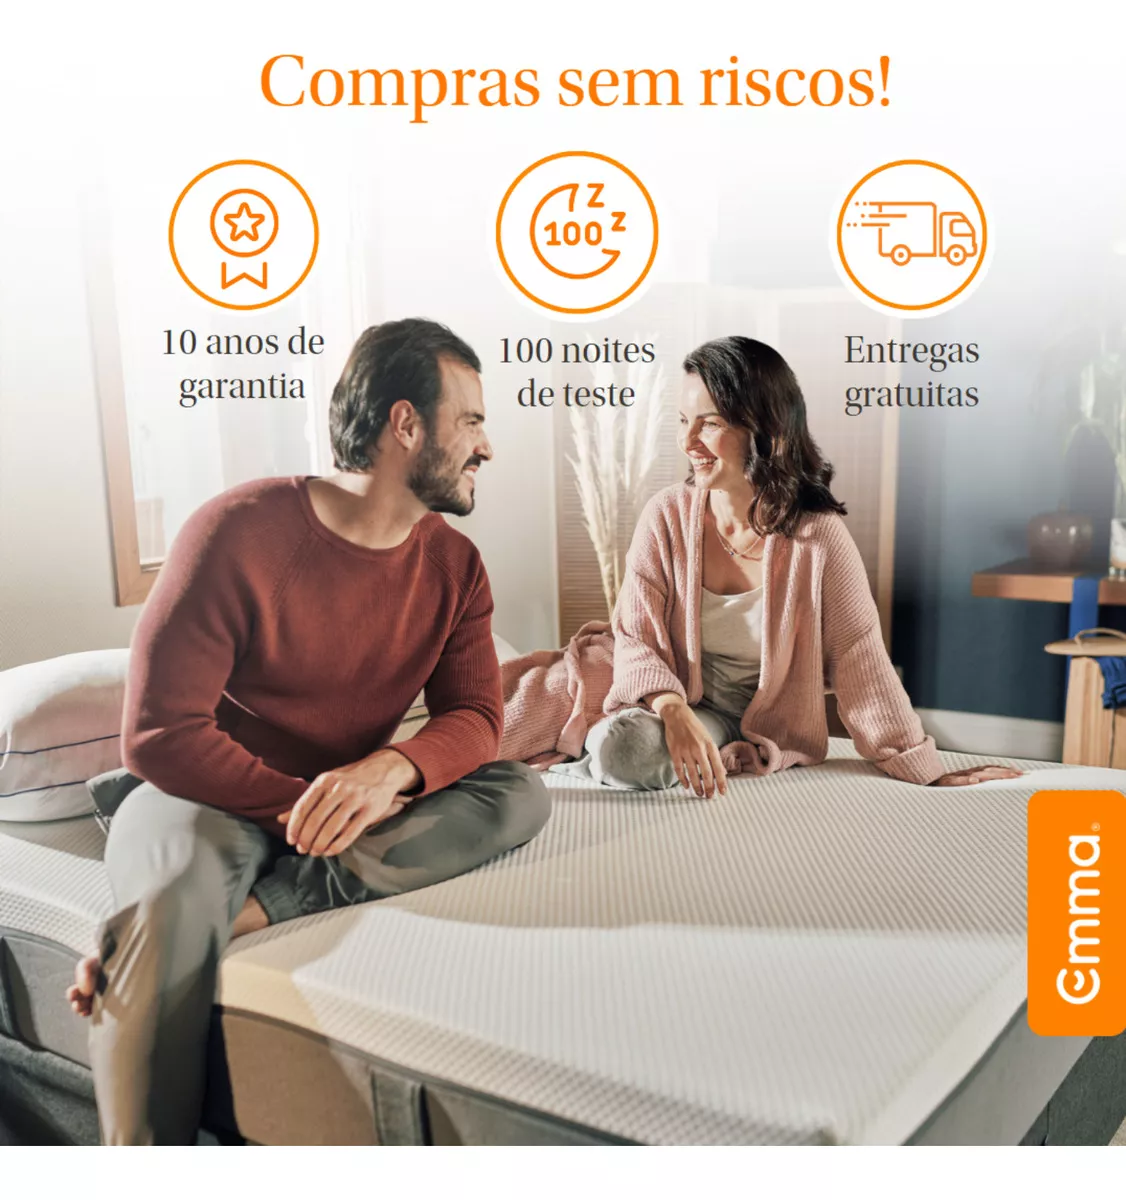 Compras sem riscos!
z
100 z
10 anos de
garantia
100 noites
de teste
Entregas
gratuitas
emma®